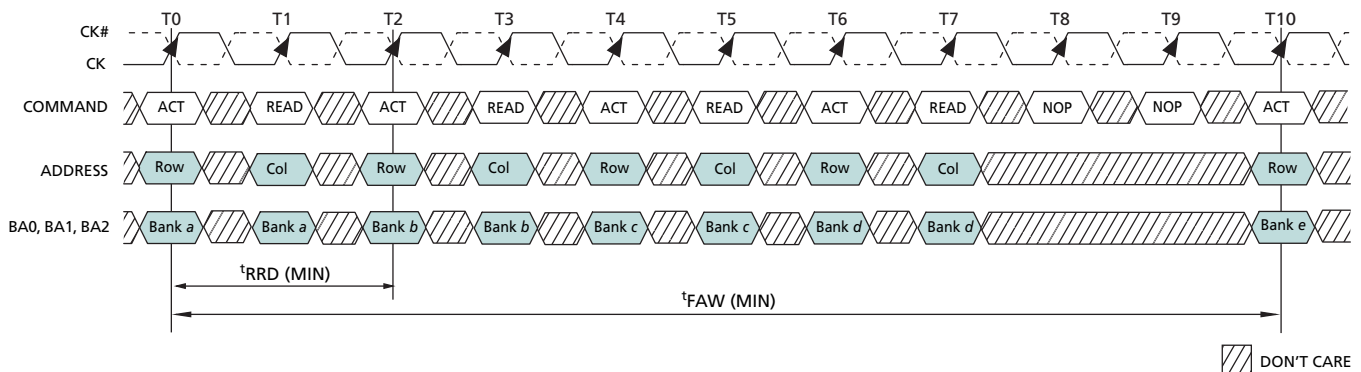 T0 T1 T2 T3 T4 T5 T6 T7 T8 T9 T10
CK#
CK
COMMAND ACT READ ACT READ ACT READ ACT READ NOP NOP ACT
ADDRESS Row Col Row Col Row Col Row Col Row
BA0, BA1, BA2 Bank a Bank a Bank b Bank b Bank c Bank c Bank d Bank d Bank e
tRRD (MIN)
tFAW (MIN)
DON'T CARE